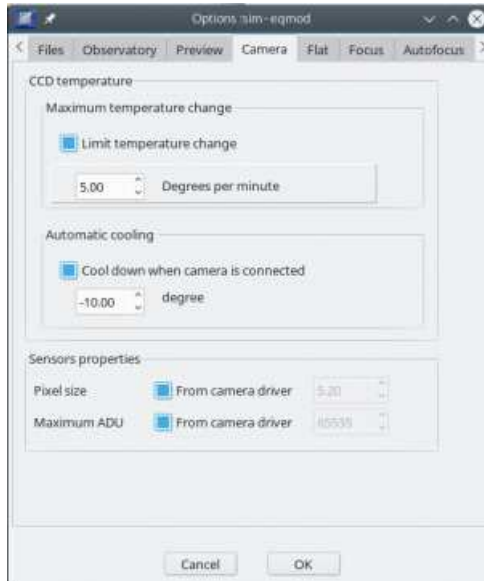 Options :sim-eqmod
Files Observatory Preview Camera Flat Focus Autofocus
CCD temperature
Maximum temperature change
Limit temperature change
5.00 Degrees per minute
Automatic cooling
Cool down when camera is connected
-10.00 degree
Sensors properties
Pixel size From camera driver 5.20
Maximum ADU From camera driver 65535
Cancel OK